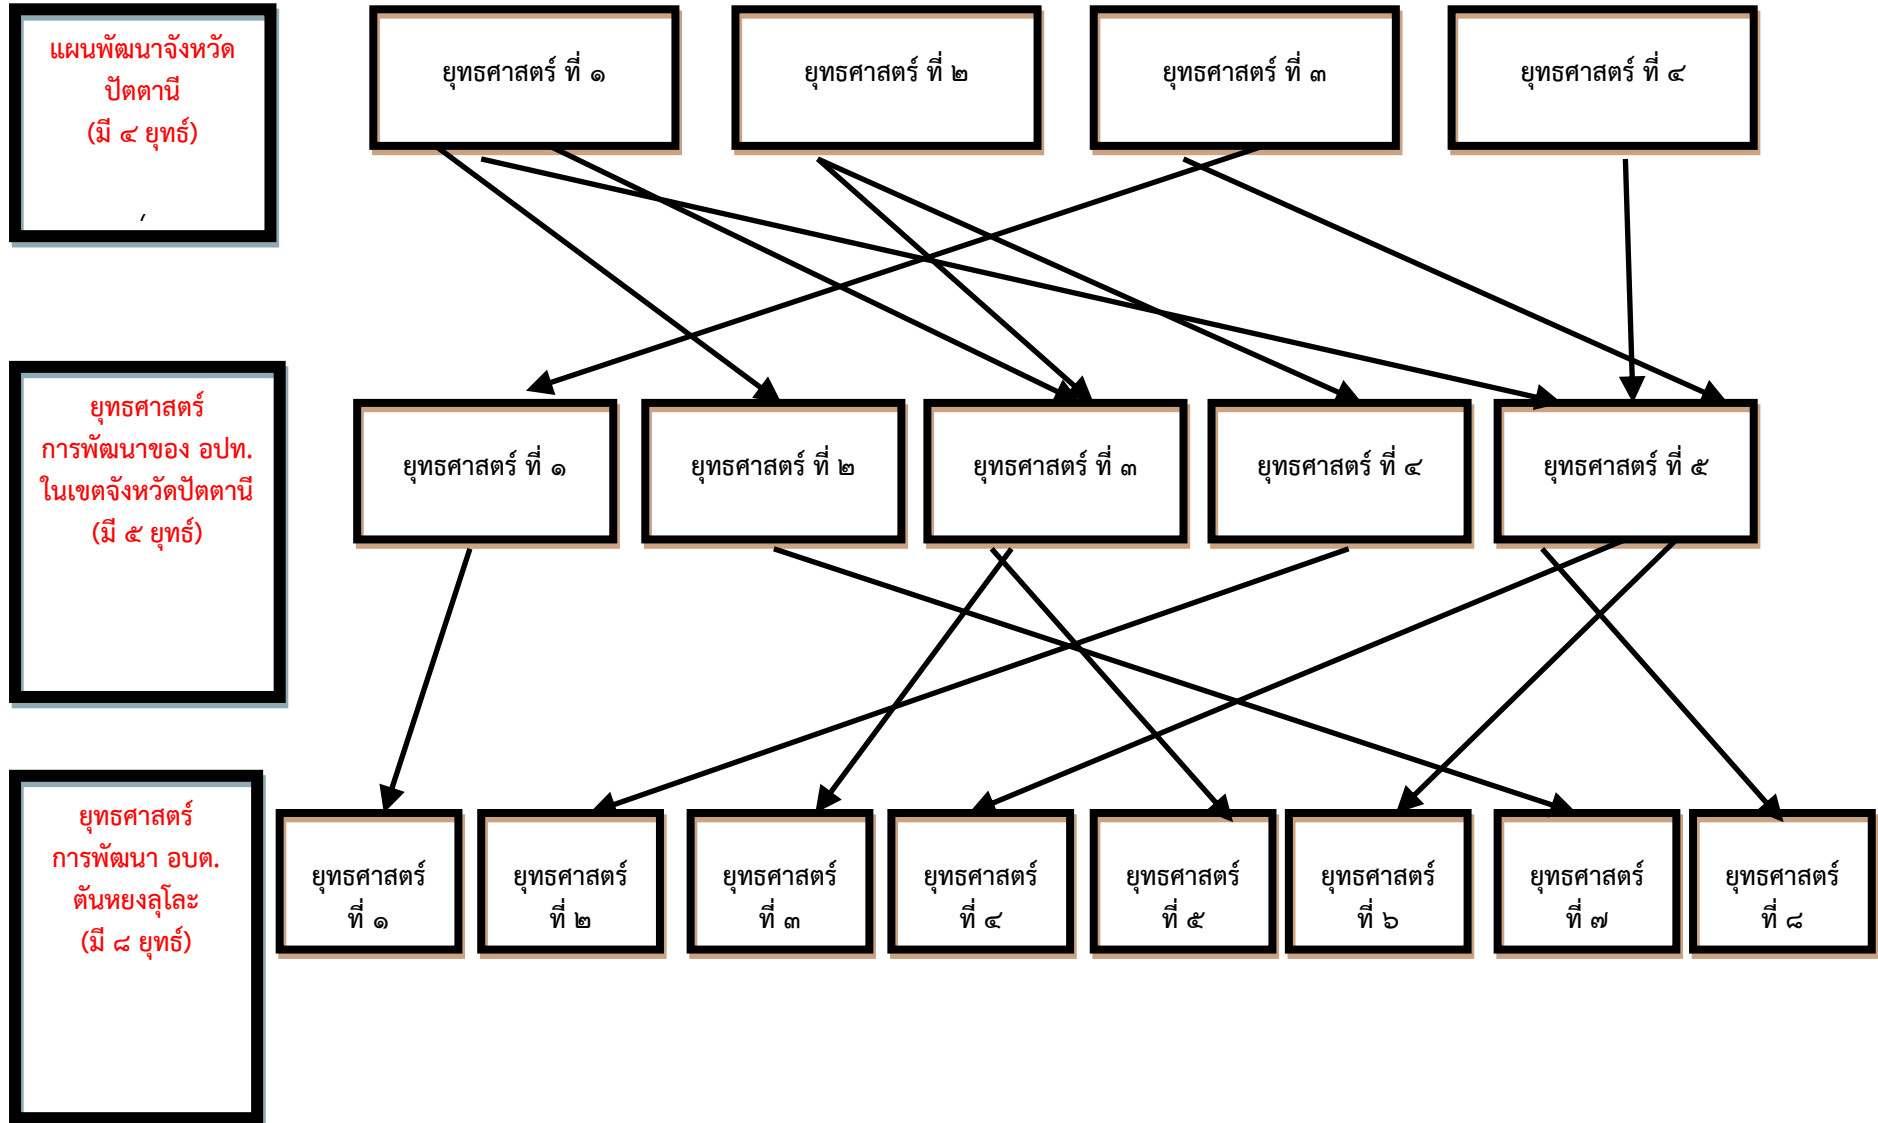 แผนพัฒนาจังหวัด
ปัตตานี
(มี ๔ ยุทธ์)
ยุทธศาสตร์ ที่ ๑
ยุทธศาสตร์ ที่ ๒
ยุทธศาสตร์ ที่ ๓
ยุทธศาสตร์ ที่ ๔
ยุทธศาสตร์
การพัฒนาของ อปท.
ในเขตจังหวัดปัตตานี
(มี ๕ ยุทธ์)
ยุทธศาสตร์ ที่ ๑
ยุทธศาสตร์ ที่ ๒
ยุทธศาสตร์ ที่ ๓
ยุทธศาสตร์ ที่ ๔
ยุทธศาสตร์ ที่ ๕
ยุทธศาสตร์
การพัฒนา อบต.
ตันหยงลุโละ
(มี ๘ ยุทธ์)
ยุทธศาสตร์
ที่ ๑
ยุทธศาสตร์
ที่ ๒
ยุทธศาสตร์
ที่ ๓
ยุทธศาสตร์
ที่ ๔
ยุทธศาสตร์
ที่ ๕
ยุทธศาสตร์
ที่ ๖
ยุทธศาสตร์
ที่ ๗
ยุทธศาสตร์
ที่ ๘